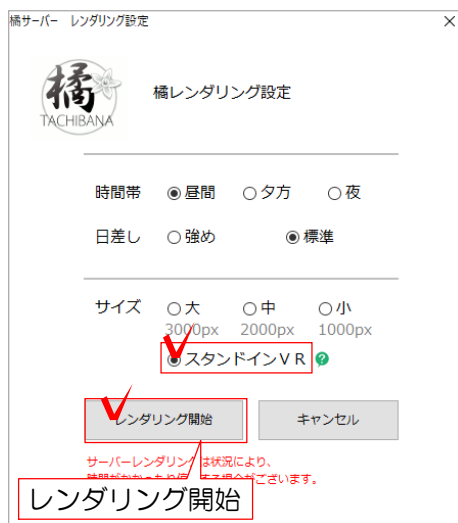 橘サーバー レンダリング設定
橘
TACHIBANA
橘レンダリング設定
時間帯 昼間 夕方 夜
日差し 強め 標準
サイズ 大 中 小
3000px 2000px 1000px
スタンドインVR ?
レンダリング開始 キャンセル
サーバーレンダリングは状況により、
がございます。
レンダリング開始